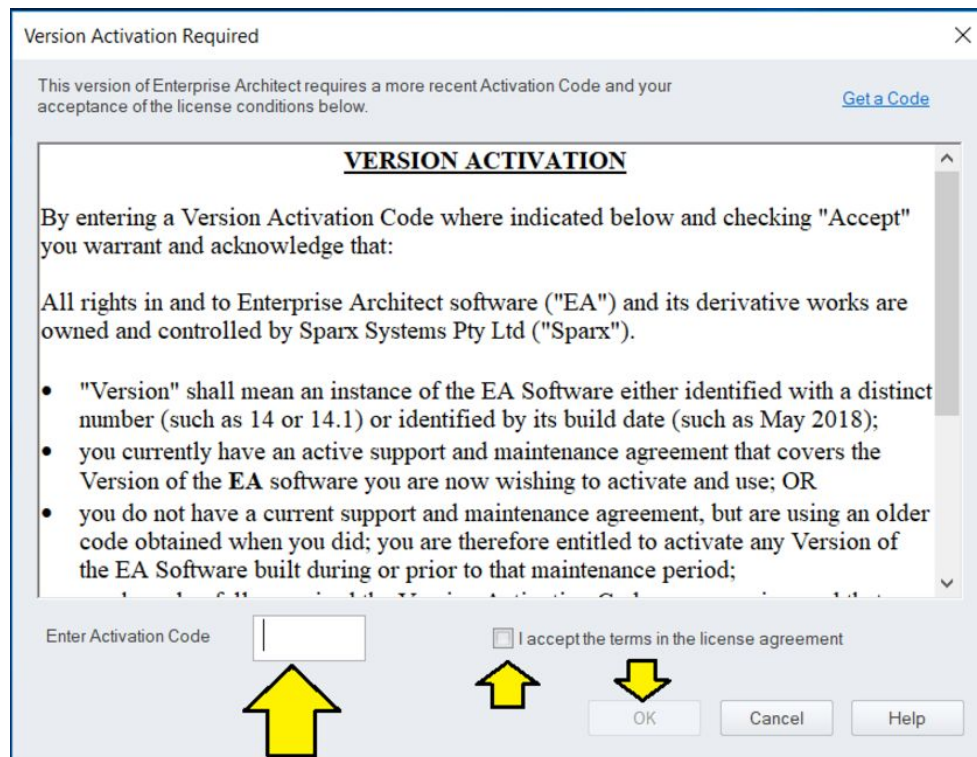 Version Activation Required
This version of Enterprise Architect requires a more recent Activation Code and your
acceptance of the license conditions below.
Get a Code
VERSION ACTIVATION
By entering a Version Activation Code where indicated below and checking "Accept"
you warrant and acknowledge that:
All rights in and to Enterprise Architect software ("EA") and its derivative works are
owned and controlled by Sparx Systems Pty Ltd ("Sparx").
• "Version" shall mean an instance of the EA Software either identified with a distinct
number (such as 14 or 14.1) or identified by its build date (such as May 2018);
• you currently have an active support and maintenance agreement that covers the
Version of the EA software you are now wishing to activate and use; OR
• you do not have a current support and maintenance agreement, but are using an older
code obtained when you did; you are therefore entitled to activate any Version of
the EA Software built during or prior to that maintenance period;
Enter Activation Code
I accept the terms in the license agreement
OK
Cancel
Help